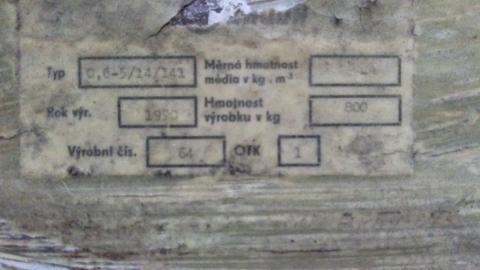 Typ 0,6-5/14/141 Měrná hmotnost
média v kg . m⁻³
Rok výr. 1990 Hmotnost
výrobku v kg 800
Výrobní čís. 64 OTK 1